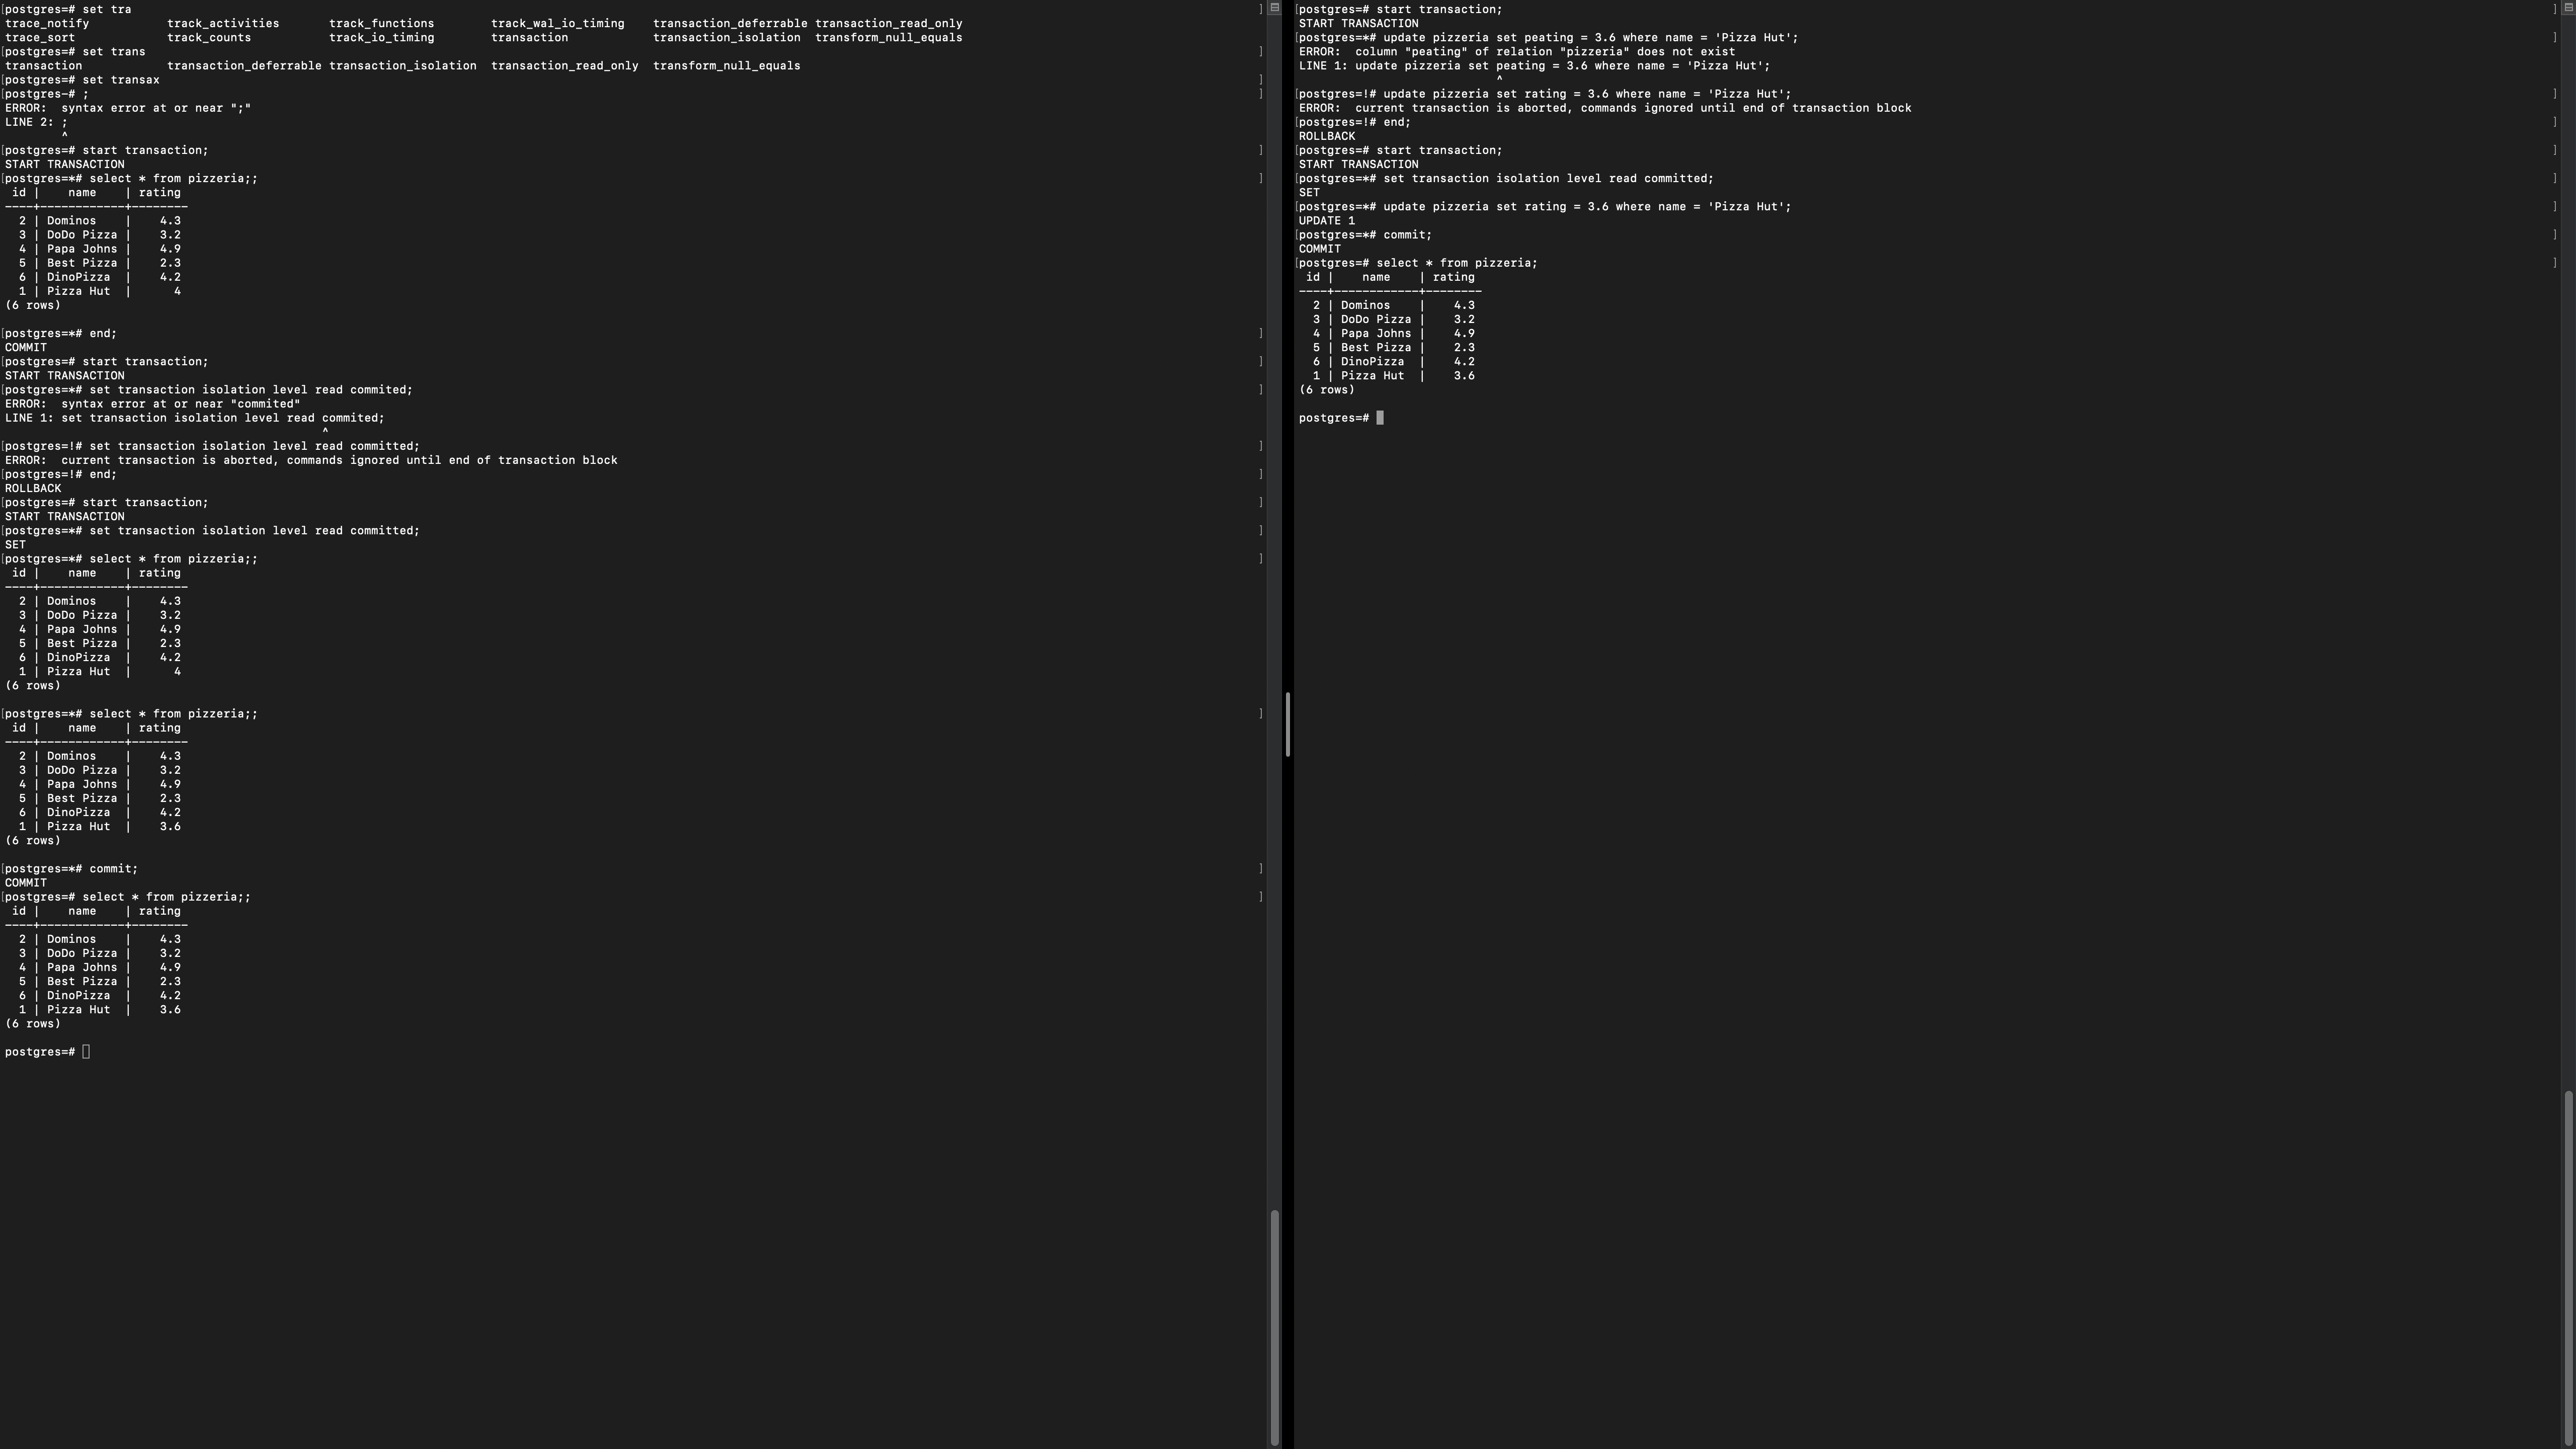 [postgres=# set tra ]
trace_notify track_activities track_functions track_wal_io_timing transaction_deferrable transaction_read_only
trace_sort track_counts track_io_timing transaction transaction_isolation transform_null_equals
[postgres=# set trans ]
transaction transaction_deferrable transaction_isolation transaction_read_only transform_null_equals
[postgres=# set transax ]
[postgres-# ; ]
ERROR:  syntax error at or near ";"
LINE 2: ;
        ^
[postgres=# start transaction; ]
START TRANSACTION
[postgres=*# select * from pizzeria;; ]
 id |    name    | rating
----+------------+--------
  2 | Dominos    |    4.3
  3 | DoDo Pizza |    3.2
  4 | Papa Johns |    4.9
  5 | Best Pizza |    2.3
  6 | DinoPizza  |    4.2
  1 | Pizza Hut  |      4
(6 rows)
[postgres=*# end; ]
COMMIT
[postgres=# start transaction; ]
START TRANSACTION
[postgres=*# set transaction isolation level read commited; ]
ERROR:  syntax error at or near "commited"
LINE 1: set transaction isolation level read commited;
                                             ^
[postgres=!# set transaction isolation level read committed; ]
ERROR:  current transaction is aborted, commands ignored until end of transaction block
[postgres=!# end; ]
ROLLBACK
[postgres=# start transaction; ]
START TRANSACTION
[postgres=*# set transaction isolation level read committed; ]
SET
[postgres=*# select * from pizzeria;; ]
 id |    name    | rating
----+------------+--------
  2 | Dominos    |    4.3
  3 | DoDo Pizza |    3.2
  4 | Papa Johns |    4.9
  5 | Best Pizza |    2.3
  6 | DinoPizza  |    4.2
  1 | Pizza Hut  |      4
(6 rows)
[postgres=*# select * from pizzeria;; ]
 id |    name    | rating
----+------------+--------
  2 | Dominos    |    4.3
  3 | DoDo Pizza |    3.2
  4 | Papa Johns |    4.9
  5 | Best Pizza |    2.3
  6 | DinoPizza  |    4.2
  1 | Pizza Hut  |    3.6
(6 rows)
[postgres=*# commit; ]
COMMIT
[postgres=# select * from pizzeria;; ]
 id |    name    | rating
----+------------+--------
  2 | Dominos    |    4.3
  3 | DoDo Pizza |    3.2
  4 | Papa Johns |    4.9
  5 | Best Pizza |    2.3
  6 | DinoPizza  |    4.2
  1 | Pizza Hut  |    3.6
(6 rows)
postgres=#
[postgres=# start transaction; ]
START TRANSACTION
[postgres=*# update pizzeria set peating = 3.6 where name = 'Pizza Hut'; ]
ERROR:  column "peating" of relation "pizzeria" does not exist
LINE 1: update pizzeria set peating = 3.6 where name = 'Pizza Hut';
                            ^
[postgres=!# update pizzeria set rating = 3.6 where name = 'Pizza Hut'; ]
ERROR:  current transaction is aborted, commands ignored until end of transaction block
[postgres=!# end; ]
ROLLBACK
[postgres=# start transaction; ]
START TRANSACTION
[postgres=*# set transaction isolation level read committed; ]
SET
[postgres=*# update pizzeria set rating = 3.6 where name = 'Pizza Hut'; ]
UPDATE 1
[postgres=*# commit; ]
COMMIT
[postgres=# select * from pizzeria; ]
 id |    name    | rating
----+------------+--------
  2 | Dominos    |    4.3
  3 | DoDo Pizza |    3.2
  4 | Papa Johns |    4.9
  5 | Best Pizza |    2.3
  6 | DinoPizza  |    4.2
  1 | Pizza Hut  |    3.6
(6 rows)
postgres=#